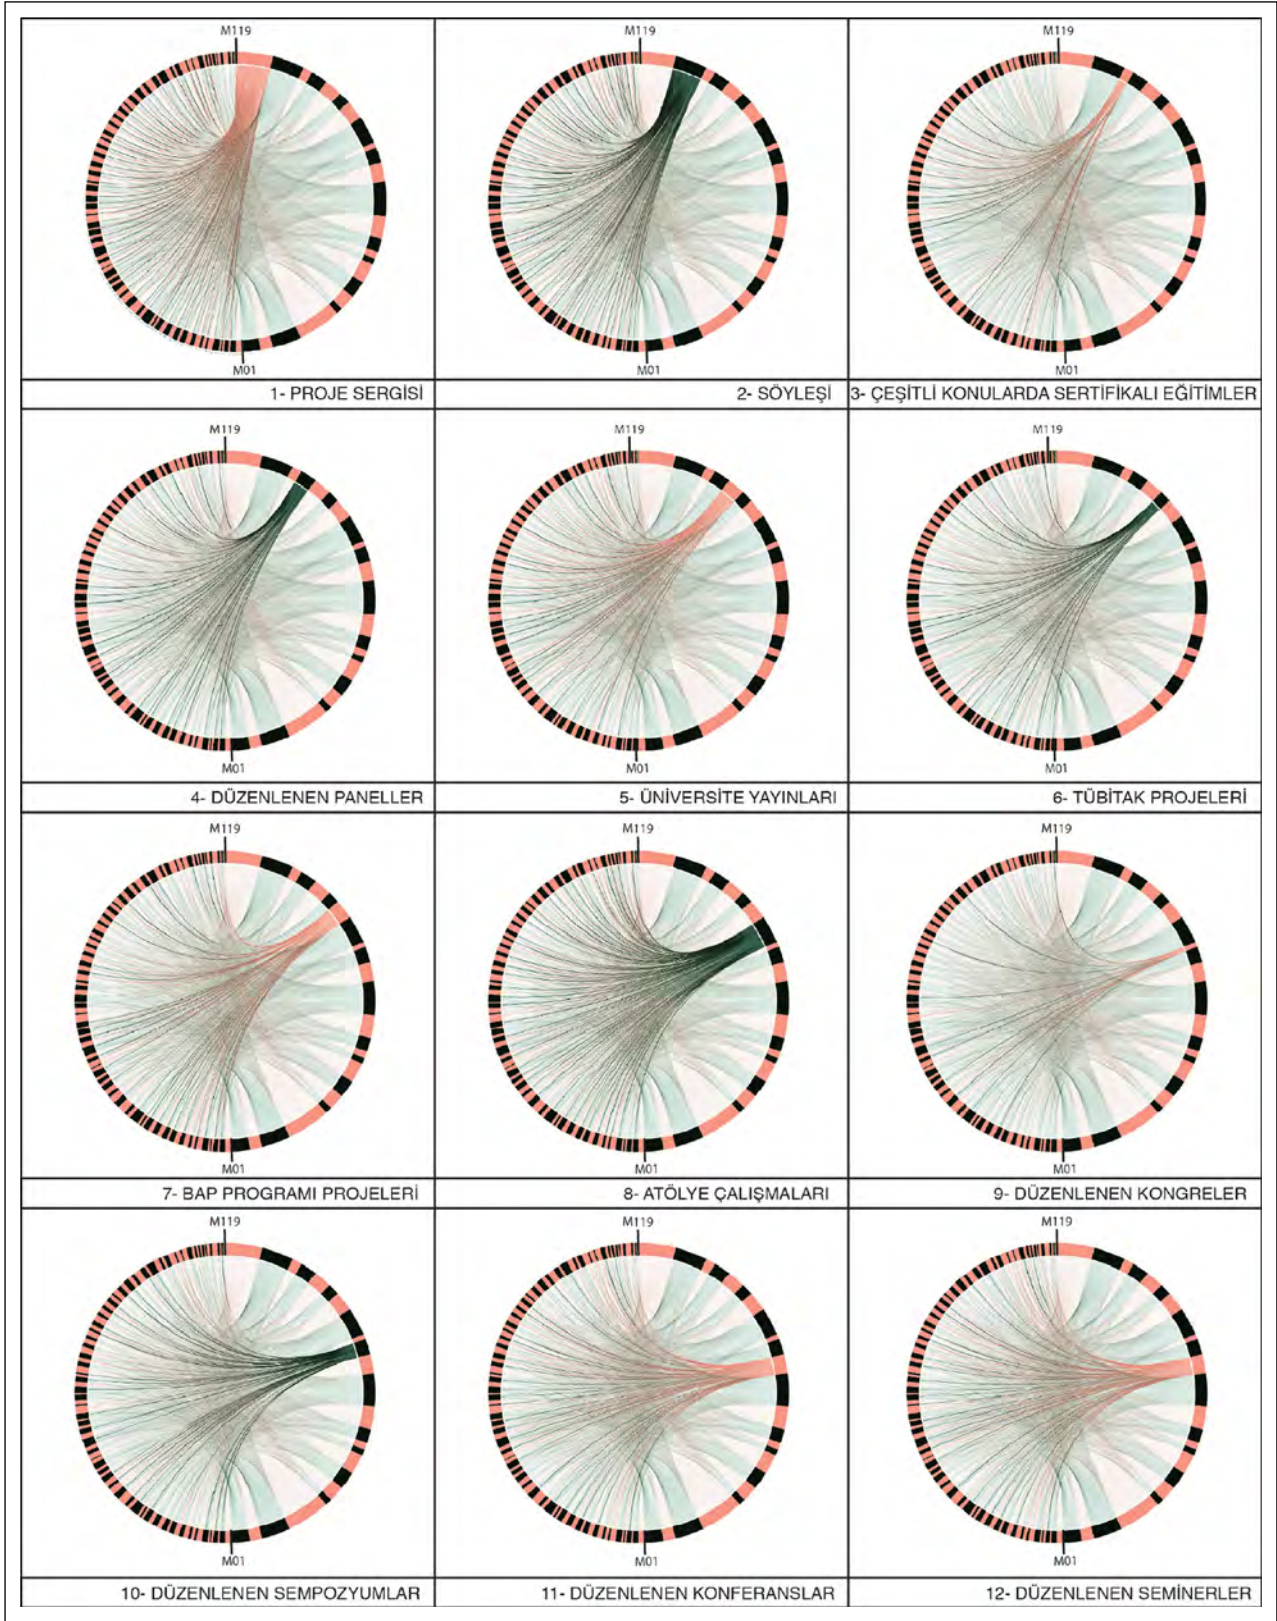 M119
M119
M119
M01
M01
M01
1- PROJE SERGİSİ
2- SÖYLEŞİ
3- ÇEŞİTLİ KONULARDA SERTİFİKALI EĞİTİMLER
M119
M119
M119
M01
M01
M01
4- DÜZENLENEN PANELLER
5- ÜNİVERSİTE YAYINLARI
6- TÜBİTAK PROJELERİ
M119
M119
M119
M01
M01
M01
7- BAP PROGRAMI PROJELERİ
8- ATÖLYE ÇALIŞMALARI
9- DÜZENLENEN KONGRELER
M119
M119
M119
M01
M01
M01
10- DÜZENLENEN SEMPOZYUMLAR
11- DÜZENLENEN KONFERANSLAR
12- DÜZENLENEN SEMİNERLER